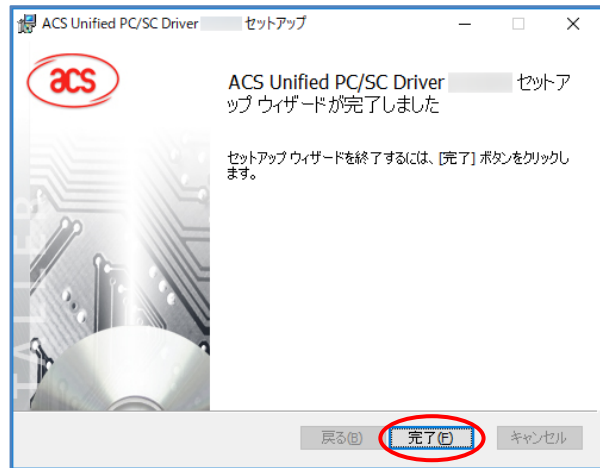 ACS Unified PC/SC Driver セットアップ
acs
ACS Unified PC/SC Driver セットア
ップ ウィザードが完了しました
セットアップ ウィザードを終了するには、[完了] ボタンをクリックし
ます。
TALLER
戻る(B) 完了(F) キャンセル